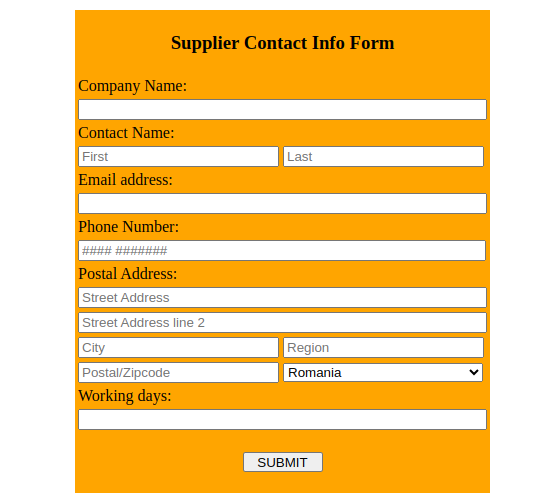 Supplier Contact Info Form
Company Name:
Contact Name:
First Last
Email address:
Phone Number:
#### #######
Postal Address:
Street Address
Street Address line 2
City Region
Postal/Zipcode Romania
Working days:
SUBMIT